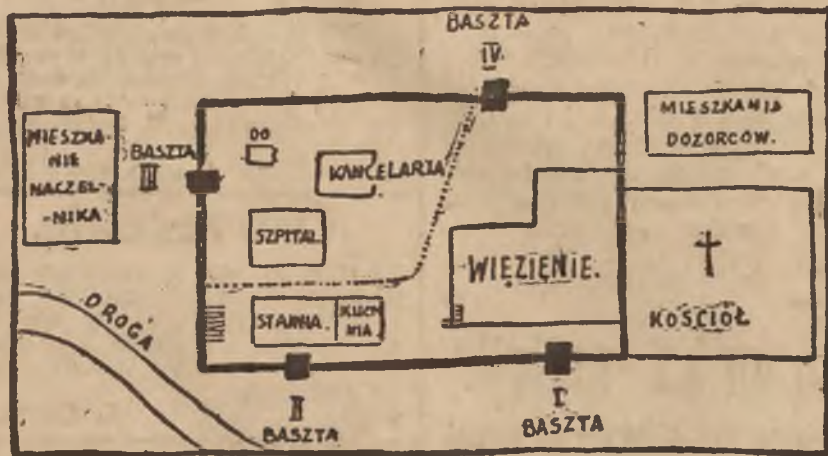 BASZTA
IV
MIESZKA-
NIE
NACZEL-
-NIKA
BASZTA
III
DO
KANCELARIA
MIESZKANIA
DOZORCÓW.
SZPITAL.
WIĘZIENIE.
KOŚCIÓŁ
DROGA
STAJNIA.
KUCH
NIA
II
BASZTA
I
BASZTA